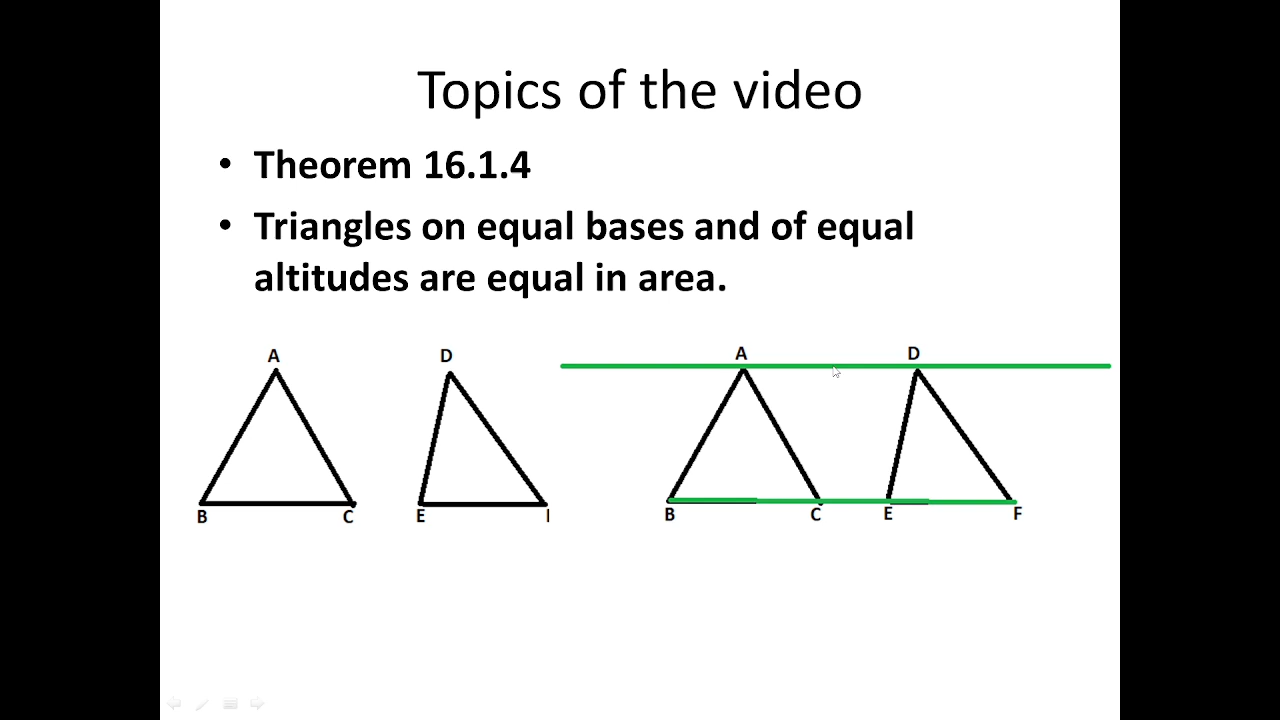 Topics of the video
• Theorem 16.1.4
• Triangles on equal bases and of equal
altitudes are equal in area.
A D A D
B C E B C E F